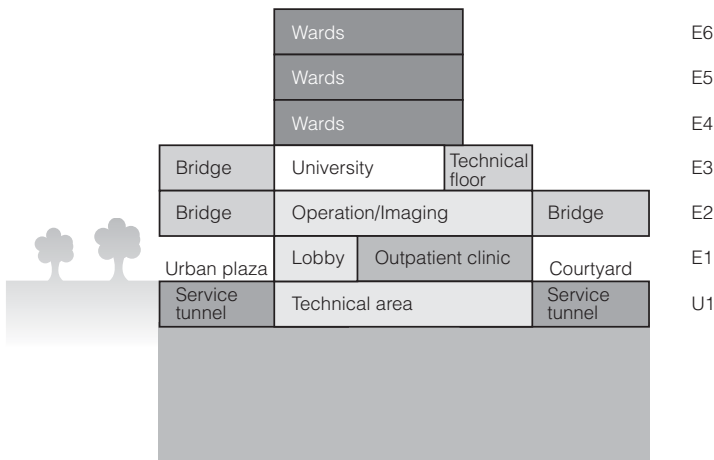 Wards E6
Wards E5
Wards E4
Bridge University Technical floor E3
Bridge Operation/Imaging Bridge E2
Urban plaza Lobby Outpatient clinic Courtyard E1
Service tunnel Technical area Service tunnel U1